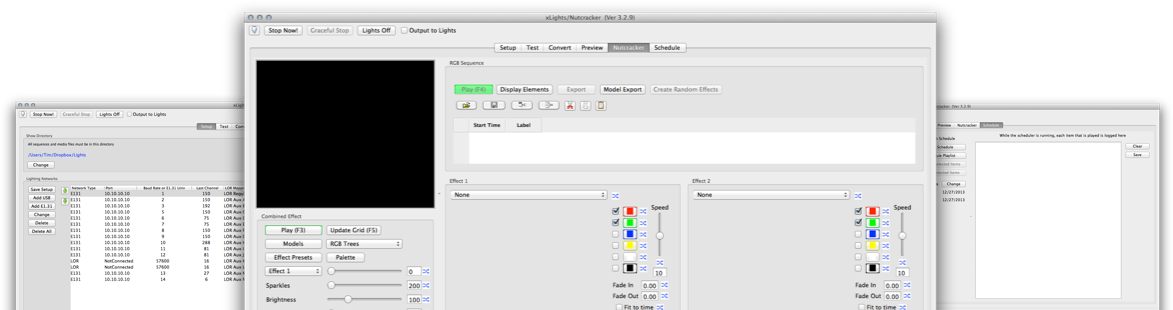 xLights/Nutcracker (Ver 3.2.9)
Stop Now! Graceful Stop Lights Off Output to Lights
Setup Test Convert Preview Nutcracker Schedule
RGB Sequence
Play (F4) Display Elements Export Model Export Create Random Effects
Start Time Label
Effect 1
None
Speed
10
Fade In 0.00
Fade Out 0.00
Fit to time
Effect 2
None
Speed
10
Fade In 0.00
Fade Out 0.00
Fit to time
Combined Effect
Play (F3) Update Grid (F5)
Models RGB Trees
Effect Presets Palette
Effect 1 0
Sparkles 200
Brightness 100
Stop Now! Graceful Stop Lights Off Output to Lights
Setup Test
Show Directory
All sequences and media files must be in this directory
/Users/Tim/Dropbox/Lights
Change
Lighting Networks
Save Setup
Add USB
Add E1.31
Change
Delete
Delete All
Network Type Port Baud Rate or E1.31 Univ Last Channel
E131 10.10.10.10 1 150
E131 10.10.10.10 2 150 LOR Aux
E131 10.10.10.10 3 192 LOR Aux
E131 10.10.10.10 5 150 LOR Aux
E131 10.10.10.10 6 75 LOR Aux
E131 10.10.10.10 7 150 LOR Aux
E131 10.10.10.10 8 150 LOR Aux
E131 10.10.10.10 9 150 LOR Aux
E131 10.10.10.10 10 288 LOR Aux
E131 10.10.10.10 11 81 LOR Aux
E131 10.10.10.10 12 81 LOR Aux
LOR NotConnected 57600 16 LOR Aux
LOR NotConnected 57600 16 LOR Aux
E131 10.10.10.10 13 27 LOR Aux
E131 10.10.10.10 14 6 LOR Aux
Preview Nutcracker Schedule
Schedule
While the scheduler is running, each item that is played is logged here
Schedule
Playlist
Change
12/27/2013
12/27/2013
Clear
Save